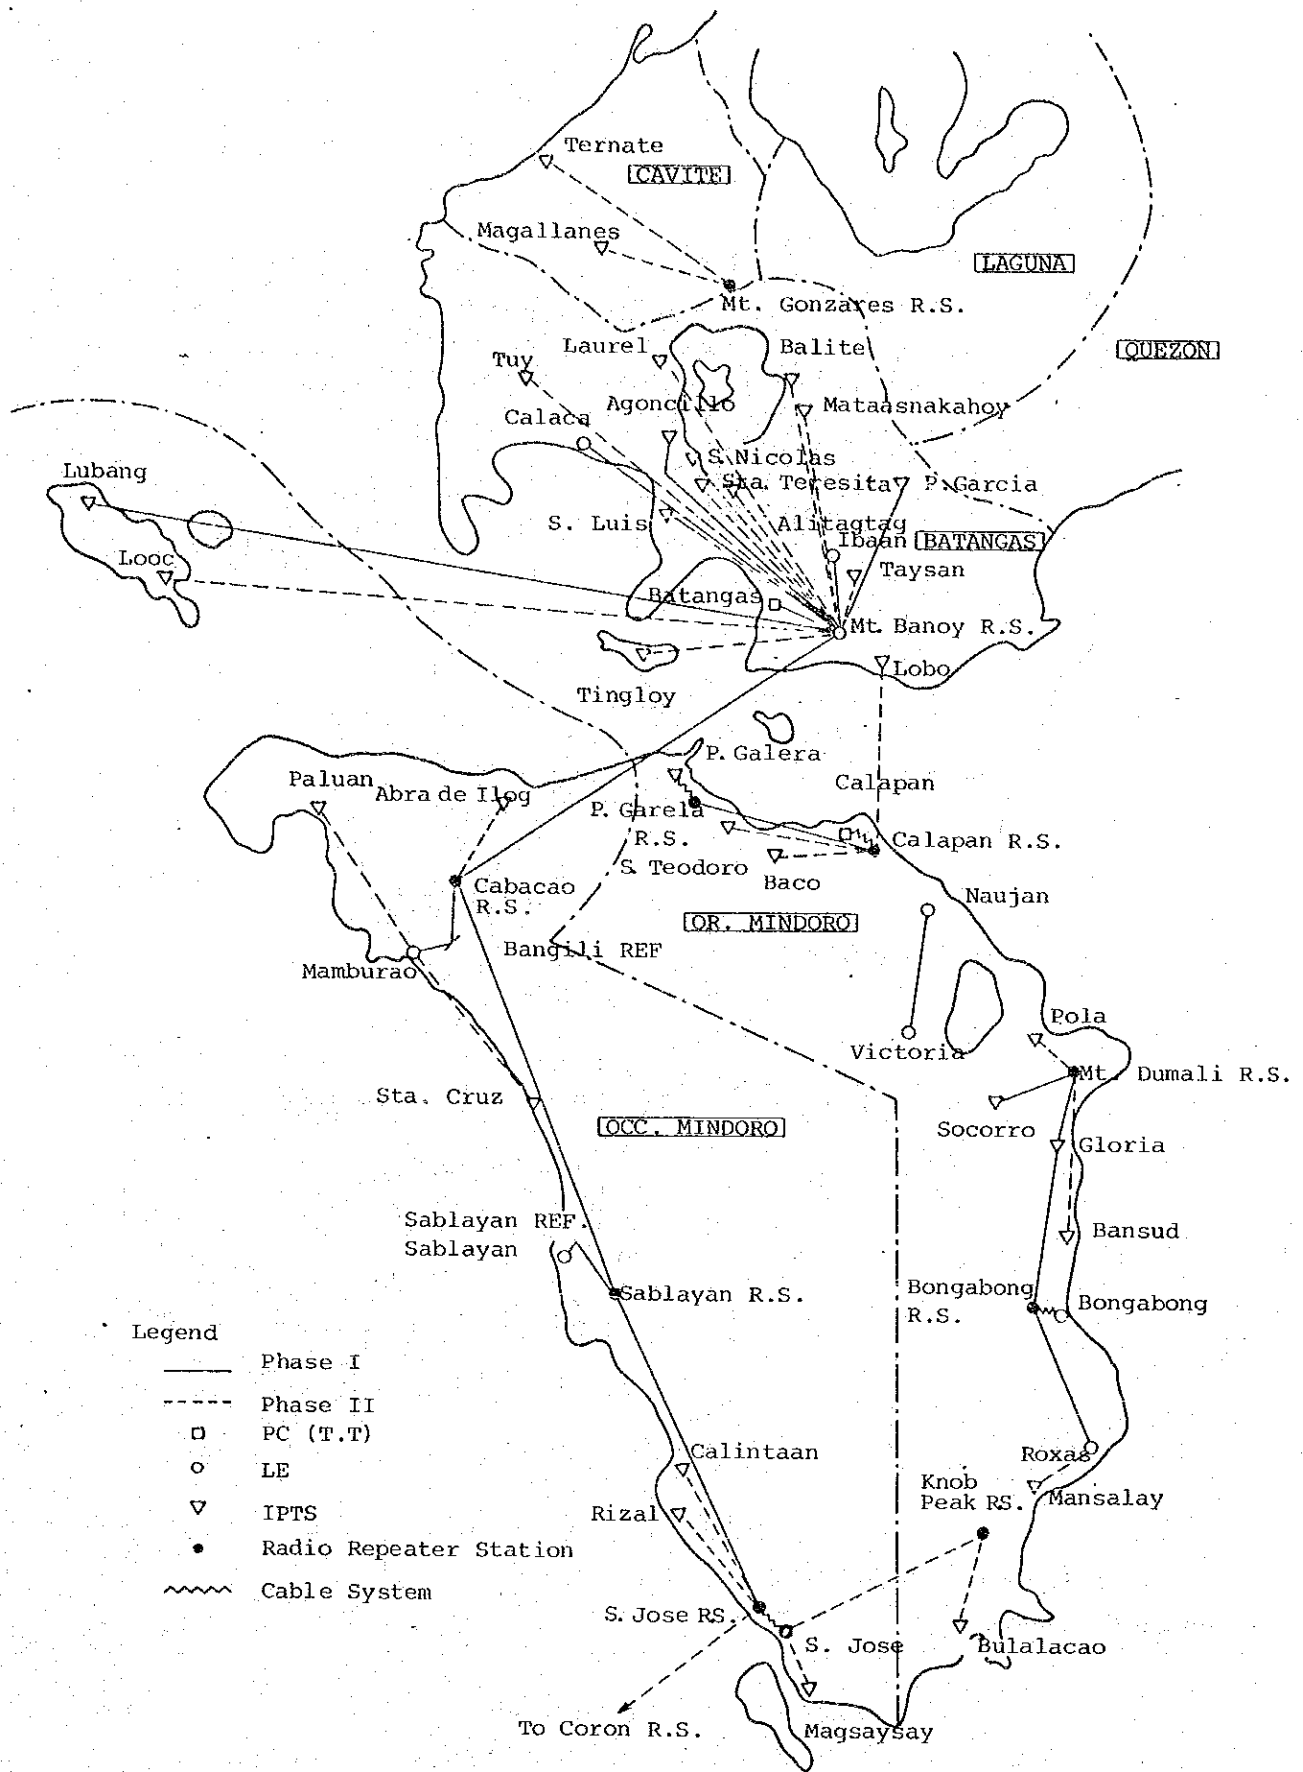 Ternate
CAVITE
Magallanes
LAGUNA
Mt. Gonzares R.S.
Laurel
Balite
QUEZON
Tuy
Agoncillo
Mataasnakahoy
Calaca
S. Nicolas
Lubang
Sta. Teresita
P. Garcia
S. Luis
Alitagtag
Ibaan
BATANGAS
Looc
Taysan
Batangas
Mt. Banoy R.S.
Lobo
Tingloy
P. Galera
Paluan
Abra de Ilog
Calapan
P. Garela
R.S.
Calapan R.S.
S. Teodoro
Baco
Cabacao
R.S.
Naujan
OR. MINDORO
Bangili REF
Mamburao
Pola
Victoria
Mt. Dumali R.S.
Sta. Cruz
OCC. MINDORO
Socorro
Gloria
Sablayan REF.
Sablayan
Bansud
Sablayan R.S.
Bongabong
R.S.
Bongabong
Legend
Phase I
Phase II
PC (T.T)
LE
IPTS
Radio Repeater Station
Cable System
Calintaan
Roxas
Knob
Peak RS.
Mansalay
Rizal
S. Jose RS.
S. Jose
Bulalacao
To Coron R.S.
Magsaysay